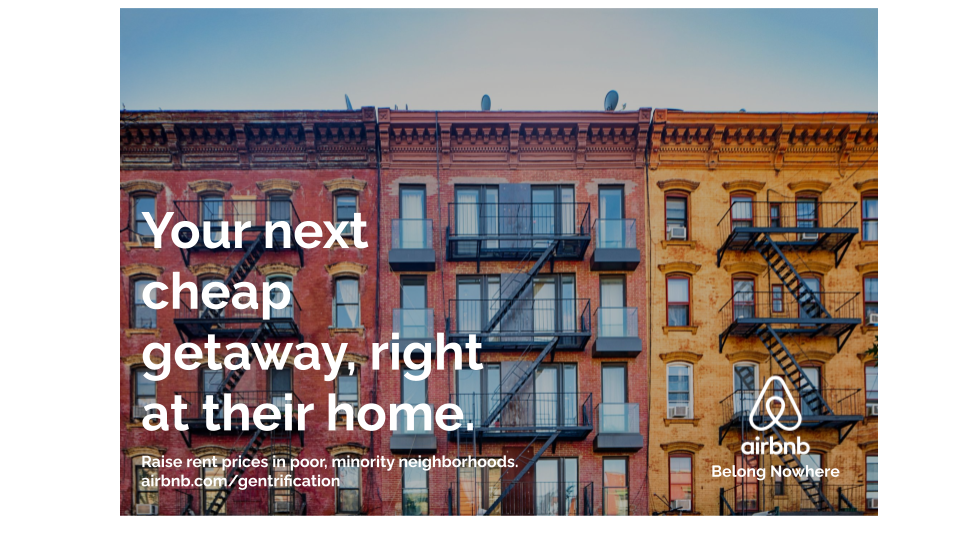 Your next
cheap
getaway, right
at their home.
Raise rent prices in poor, minority neighborhoods.
airbnb.com/gentrification
airbnb
Belong Nowhere